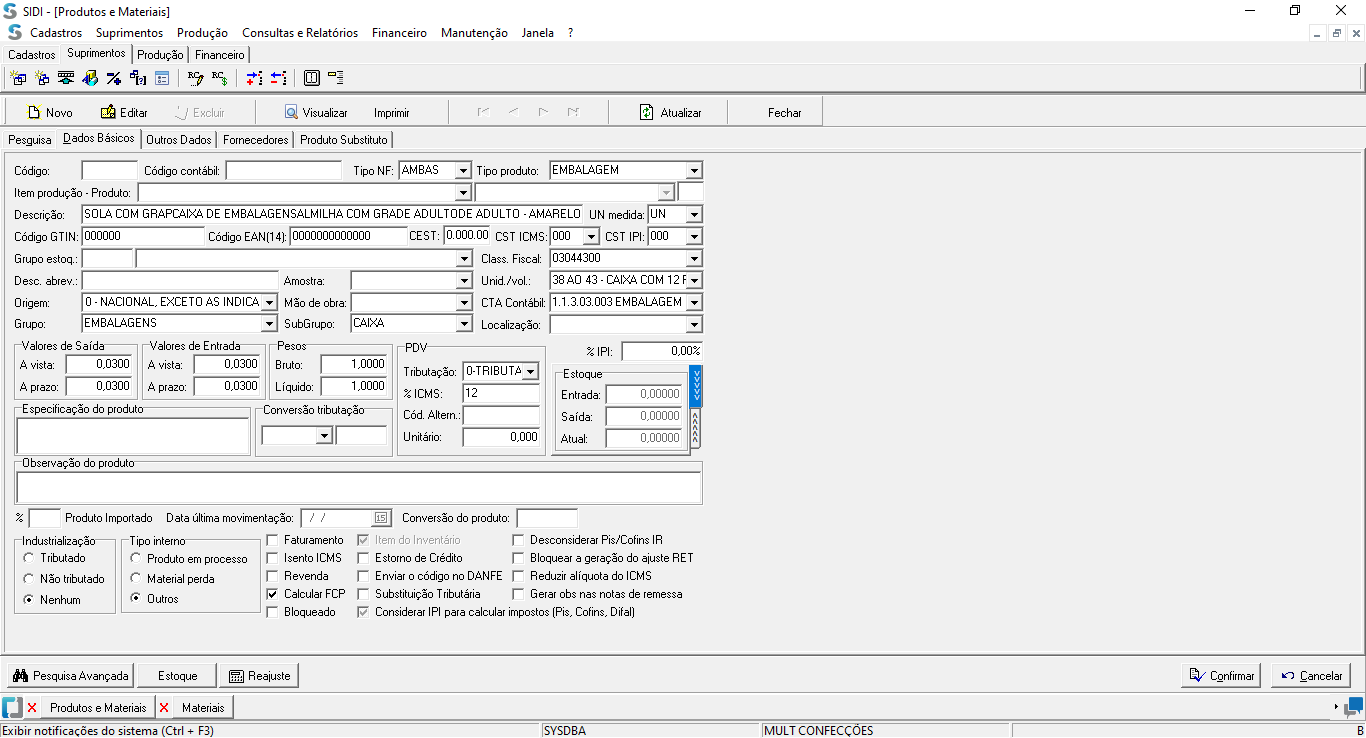 SIDI - [Produtos e Materiais]
Cadastros Suprimentos Produção Consultas e Relatórios Financeiro Manutenção Janela ?
Cadastros Suprimentos Produção Financeiro
Novo Editar Excluir Visualizar Imprimir Atualizar Fechar
Pesquisa Dados Básicos Outros Dados Fornecedores Produto Substituto
Código: Código contábil: Tipo NF: AMBAS Tipo produto: EMBALAGEM
Item produção - Produto:
Descrição: SOLA COM GRAPCAIXA DE EMBALAGENSALMILHA COM GRADE ADULTODE ADULTO - AMARELO UN medida: UN
Código GTIN: 000000 Código EAN(14): 0000000000000 CEST: 0.000.00 CST ICMS: 000 CST IPI: 000
Grupo estoq.: Class. Fiscal: 03044300
Desc. abrev.: Amostra: Unid./vol.: 38 AO 43 - CAIXA COM 12 F
Origem: 0 - NACIONAL, EXCETO AS INDICA Mão de obra: CTA Contábil: 1.1.3.03.003 EMBALAGEM
Grupo: EMBALAGENS SubGrupo: CAIXA Localização:
Valores de Saída Valores de Entrada Pesos PDV % IPI: 0,00%
A vista: 0,0300 A vista: 0,0300 Bruto: 1,0000 Tributação: 0-TRIBUTA Estoque
A prazo: 0,0300 A prazo: 0,0300 Líquido: 1,0000 % ICMS: 12 Entrada: 0,00000
Especificação do produto Conversão tributação Cód. Altern.: Saída: 0,00000
Unitário: 0,000 Atual: 0,00000
Observação do produto
% Produto Importado Data última movimentação: / / 15 Conversão do produto:
Industrialização Tipo interno Faturamento Item do Inventário Desconsiderar Pis/Cofins IR
Tributado Produto em processo Isento ICMS Estorno de Crédito Bloquear a geração do ajuste RET
Não tributado Material perda Revenda Enviar o código no DANFE Reduzir alíquota do ICMS
Nenhum Outros Calcular FCP Substituição Tributária Gerar obs nas notas de remessa
Bloqueado Considerar IPI para calcular impostos (Pis, Cofins, Difal)
Pesquisa Avançada Estoque Reajuste Confirmar Cancelar
Produtos e Materiais Materiais
Exibir notificações do sistema (Ctrl + F3) SYSDBA MULT CONFECÇÕES B